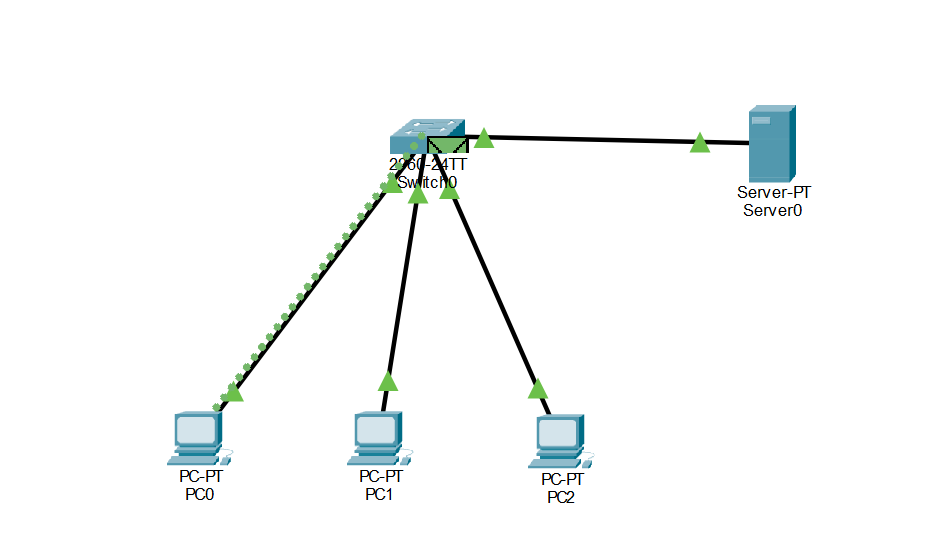 2960-24TT
Switch0
Server-PT
Server0
PC-PT
PC0
PC-PT
PC1
PC-PT
PC2